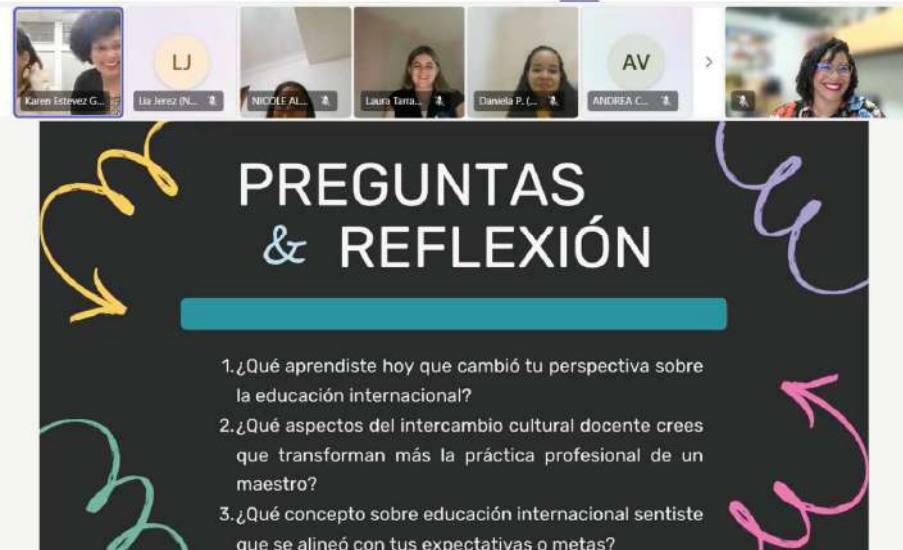 LJ
AV
Karen Estevez G...
Lia Jerez (N...
NICOLE AL...
Laura Tarra...
Daniela P. (...
ANDREA C...
PREGUNTAS
& REFLEXIÓN
1.¿Qué aprendiste hoy que cambió tu perspectiva sobre
la educación internacional?
2.¿Qué aspectos del intercambio cultural docente crees
que transforman más la práctica profesional de un
maestro?
3.¿Qué concepto sobre educación internacional sentiste
que se alineó con tus expectativas o metas?